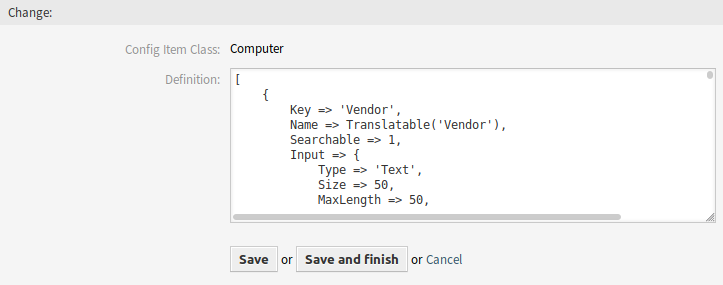 Change:
Config Item Class: Computer
Definition: [
{
Key => 'Vendor',
Name => Translatable('Vendor'),
Searchable => 1,
Input => {
Type => 'Text',
Size => 50,
MaxLength => 50,
Save or Save and finish or Cancel